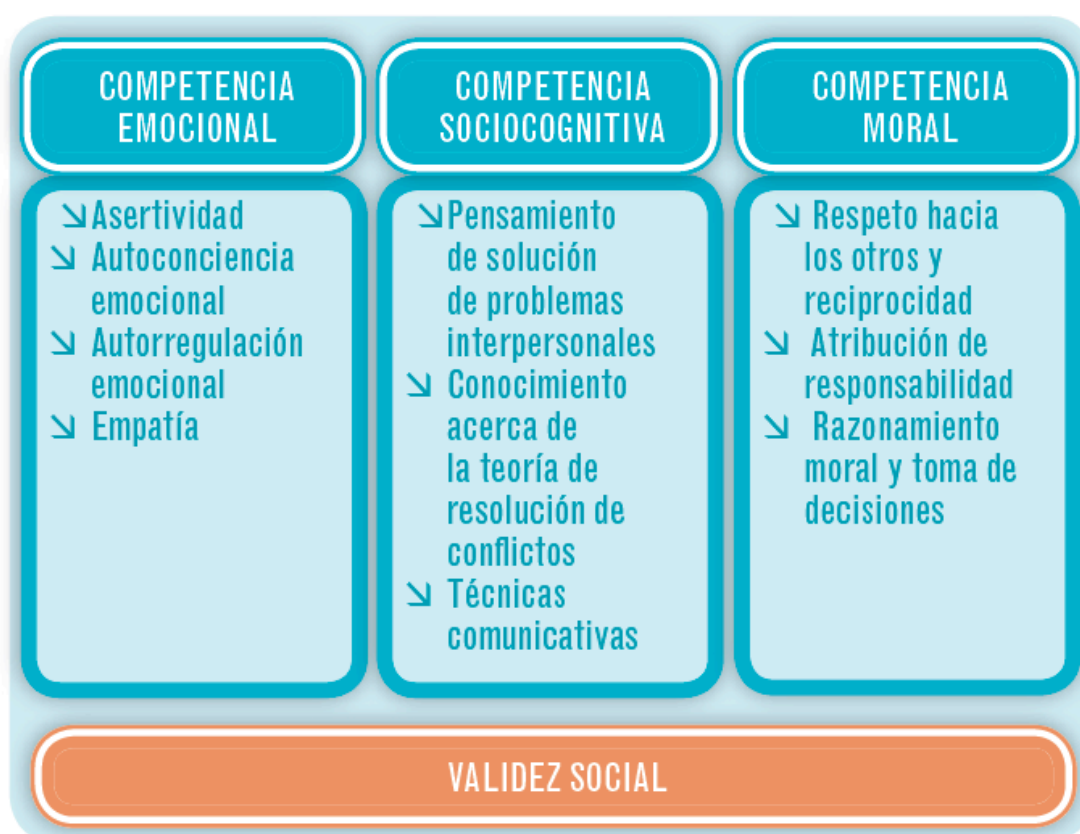 COMPETENCIA
EMOCIONAL
Asertividad
Autoconciencia
emocional
Autorregulación
emocional
Empatía
COMPETENCIA
SOCIOCOGNITIVA
Pensamiento
de solución
de problemas
interpersonales
Conocimiento
acerca de
la teoría de
resolución de
conflictos
Técnicas
comunicativas
COMPETENCIA
MORAL
Respeto hacia
los otros y
reciprocidad
Atribución de
responsabilidad
Razonamiento
moral y toma de
decisiones
VALIDEZ SOCIAL